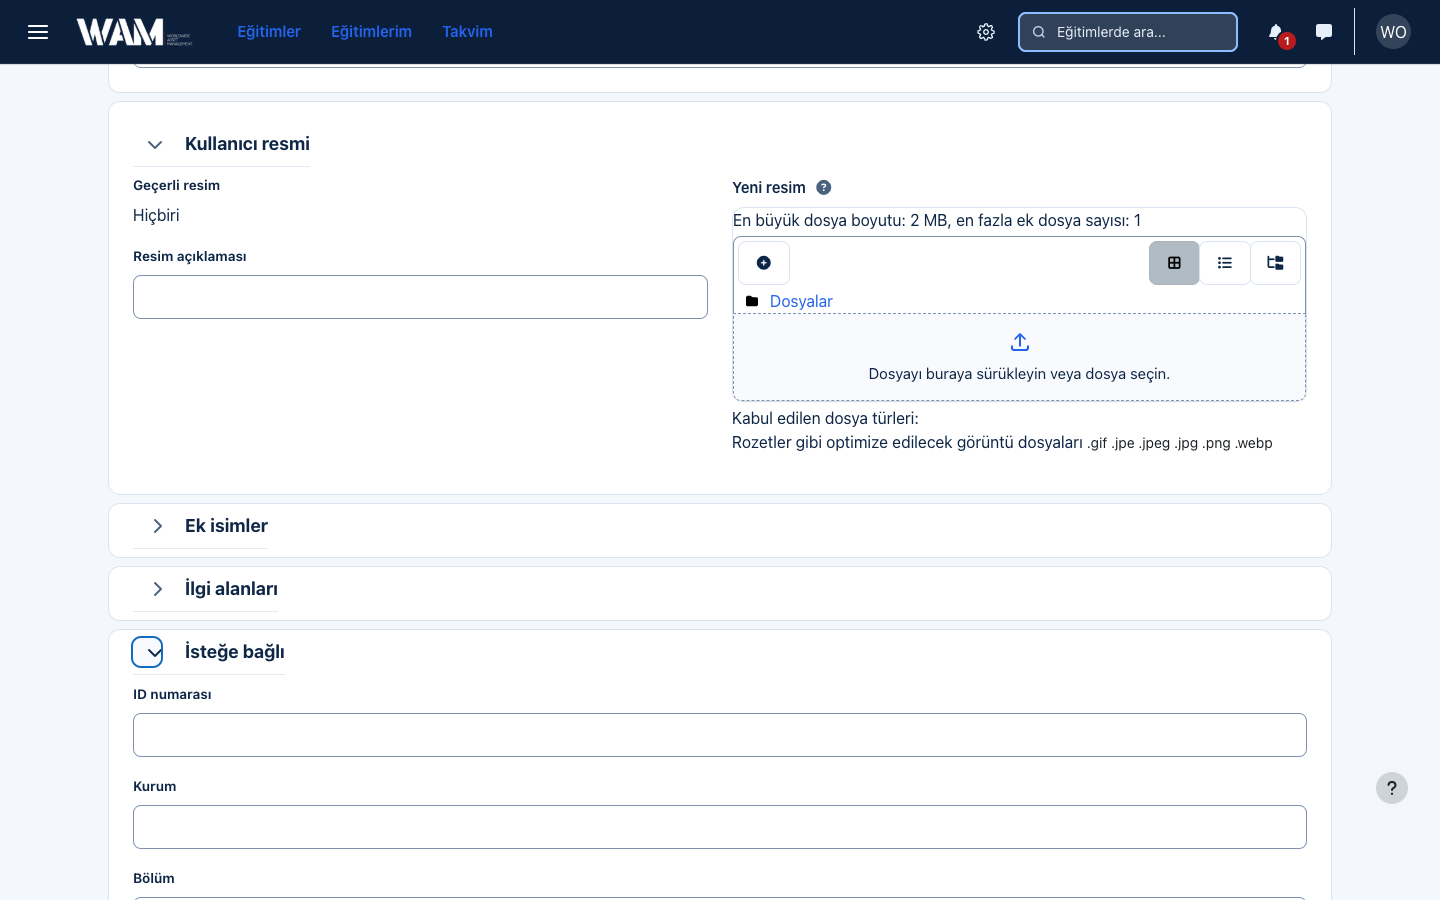 WAM
WORLDWIDE
ASSET
MANAGEMENT
Eğitimler
Eğitimlerim
Takvim
Eğitimlerde ara...
1
WO
Kullanıcı resmi
Geçerli resim
Hiçbiri
Resim açıklaması
Yeni resim
?
En büyük dosya boyutu: 2 MB, en fazla ek dosya sayısı: 1
Dosyalar
Dosyayı buraya sürükleyin veya dosya seçin.
Kabul edilen dosya türleri:
Rozetler gibi optimize edilecek görüntü dosyaları .gif .jpe .jpeg .jpg .png .webp
Ek isimler
İlgi alanları
İsteğe bağlı
ID numarası
Kurum
Bölüm
?